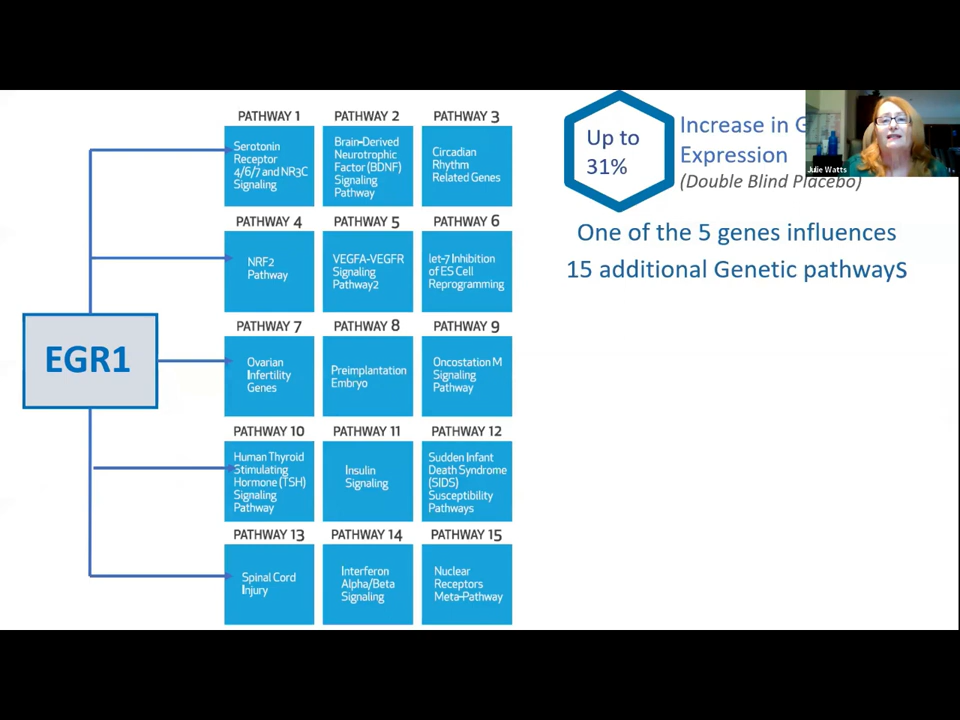 PATHWAY 1
Serotonin
Receptor
4/6/7 and NR3C
Signaling
PATHWAY 2
Brain-Derived
Neurotrophic
Factor (BDNF)
Signaling
Pathway
PATHWAY 3
Circadian
Rhythm
Related Genes
PATHWAY 4
NRF2
Pathway
PATHWAY 5
VEGFA-VEGFR
Signaling
Pathway2
PATHWAY 6
let-7 Inhibition
of ES Cell
Reprogramming
EGR1
PATHWAY 7
Ovarian
Infertility
Genes
PATHWAY 8
Preimplantation
Embryo
PATHWAY 9
Oncostation M
Signaling
Pathway
PATHWAY 10
Human Thyroid
Stimulating
Hormone (TSH)
Signaling
Pathway
PATHWAY 11
Insulin
Signaling
PATHWAY 12
Sudden Infant
Death Syndrome
(SIDS)
Susceptibility
Pathways
PATHWAY 13
Spinal Cord
Injury
PATHWAY 14
Interferon
Alpha/Beta
Signaling
PATHWAY 15
Nuclear
Receptors
Meta-Pathway
Up to
31%
Increase in
Expression
(Double Blind Placebo)
Julie Watts
One of the 5 genes influences
15 additional Genetic pathways